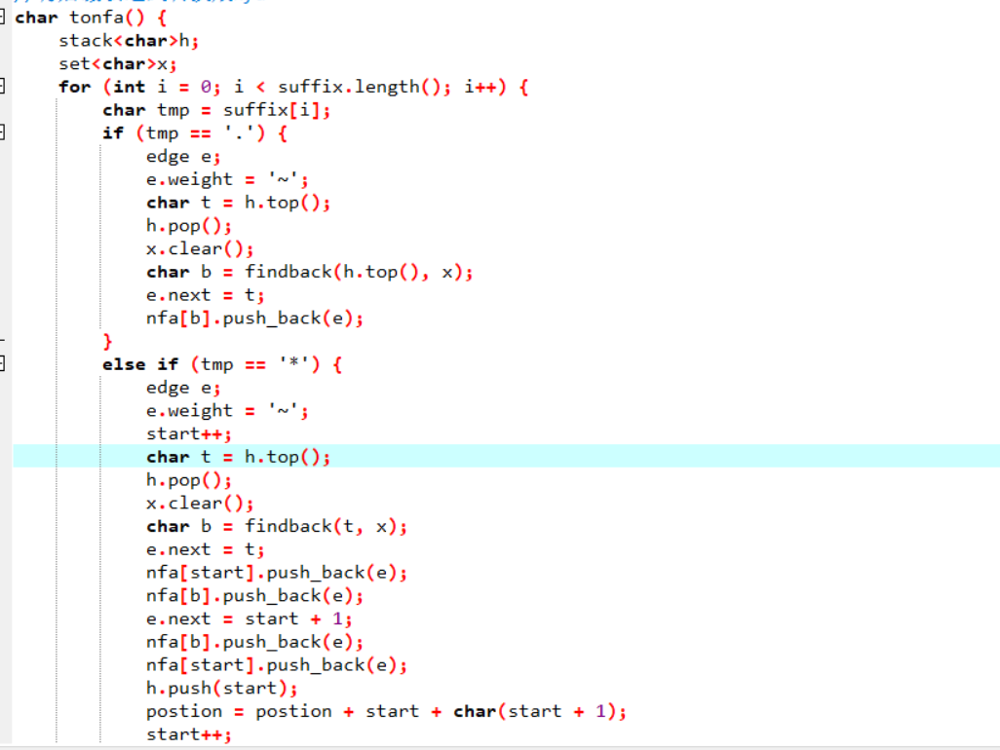 char tonfa() {
stack<char>h;
set<char>x;
for (int i = 0; i < suffix.length(); i++) {
char tmp = suffix[i];
if (tmp == '.') {
edge e;
e.weight = '~';
char t = h.top();
h.pop();
x.clear();
char b = findback(h.top(), x);
e.next = t;
nfa[b].push_back(e);
}
else if (tmp == '*') {
edge e;
e.weight = '~';
start++;
char t = h.top();
h.pop();
x.clear();
char b = findback(t, x);
e.next = t;
nfa[start].push_back(e);
nfa[b].push_back(e);
e.next = start + 1;
nfa[b].push_back(e);
nfa[start].push_back(e);
h.push(start);
postion = postion + start + char(start + 1);
start++;